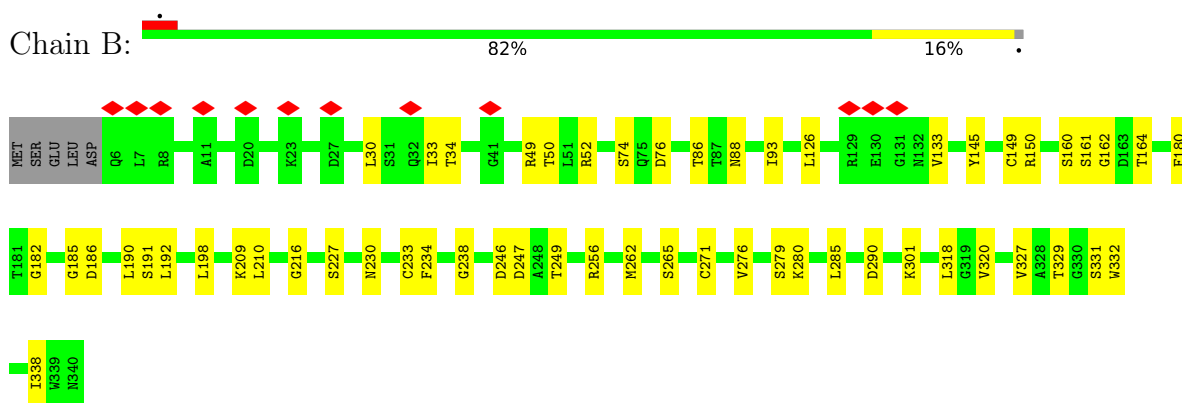 Chain B:
82% 16%
MET SER GLU LEU ASP Q6 L7 R8 A11 D20 K23 D27 L30 S31 Q32 I33 T34 G41 R49 T50 L51 R52 S74 Q75 D76 T86 T87 N88 I93 L126 R129 E130 G131 N132 V133 Y145 C149 R150 S160 S161 G162 D163 T164 F180
T181 G182 G185 D186 L190 S191 L192 L198 K209 L210 G216 S227 N230 C233 F234 G238 D246 D247 A248 T249 R256 M262 S265 C271 V276 S279 K280 L285 D290 K301 L318 G319 V320 V327 A328 T329 G330 S331 W332
I338 W339 N340